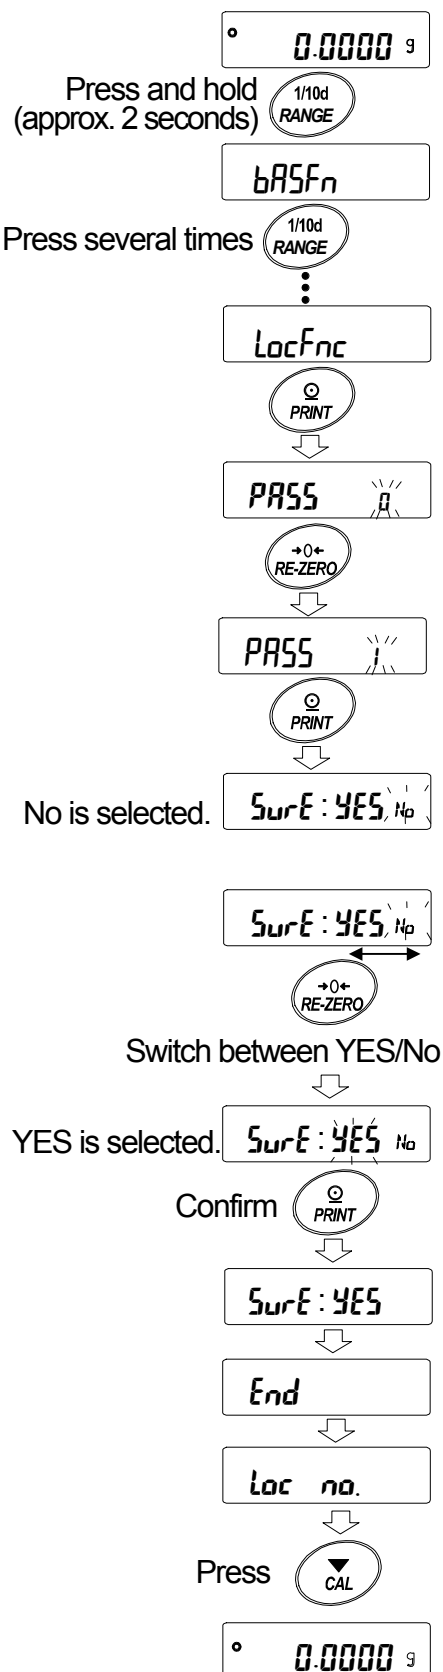 0.0000 g
Press and hold
(approx. 2 seconds)
1/10d
RANGE
bASFn
Press several times
1/10d
RANGE
LocFnc
PRINT
PASS 0
→0←
RE-ZERO
PASS 1
PRINT
No is selected.
SurE:YES No
SurE:YES No
→0←
RE-ZERO
Switch between YES/No
YES is selected.
SurE:YES No
Confirm
PRINT
SurE:YES
End
Loc no.
Press
CAL
0.0000 g